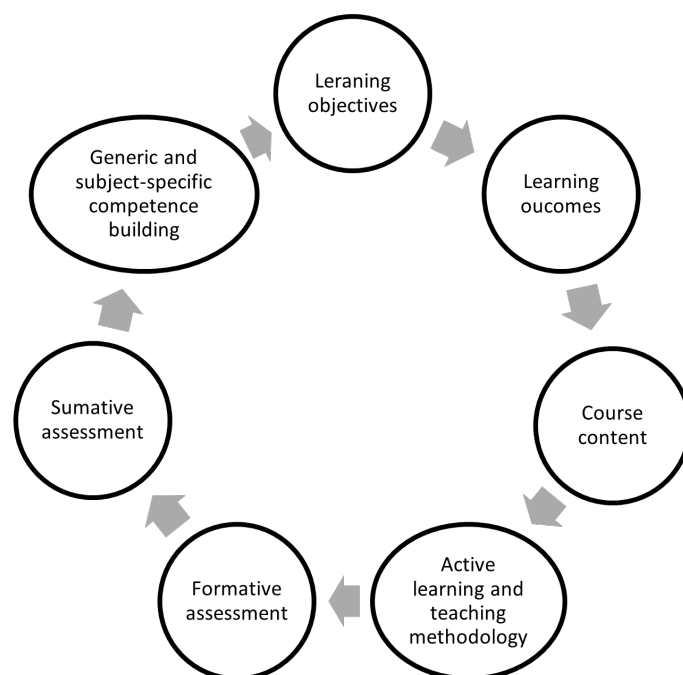 Leraning
objectives
Learning
oucomes
Course
content
Active
learning and
teaching
methodology
Formative
assessment
Sumative
assessment
Generic and
subject-specific
competence
building